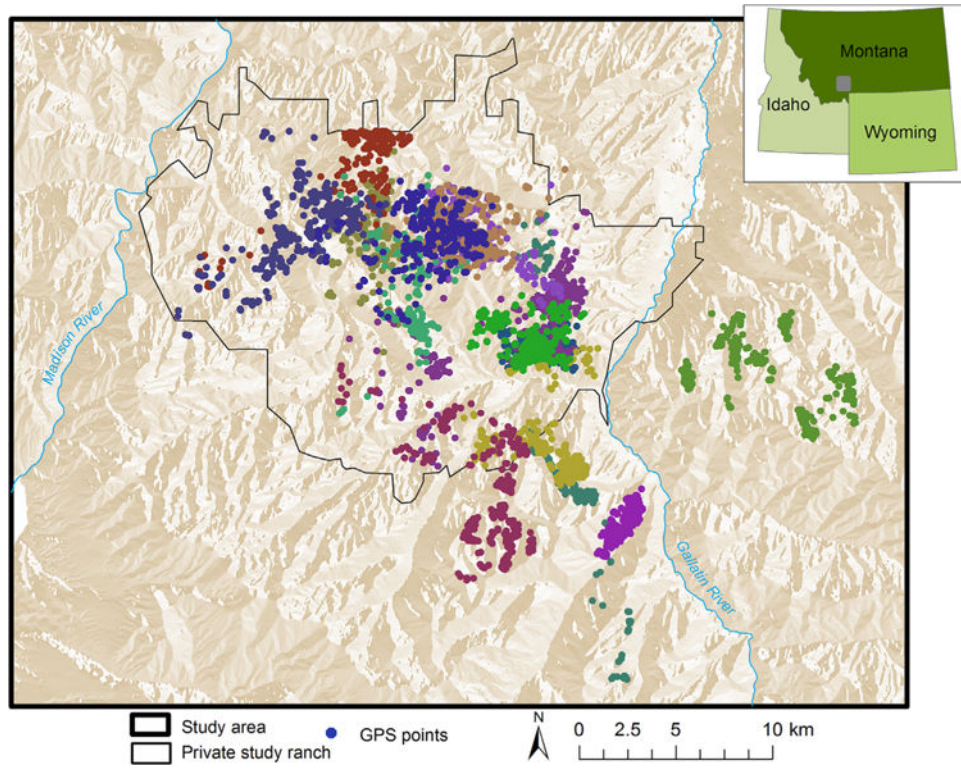 Montana
Idaho
Wyoming
Madison River
Gallatin River
Study area
Private study ranch
GPS points
N
0 2.5 5 10 km